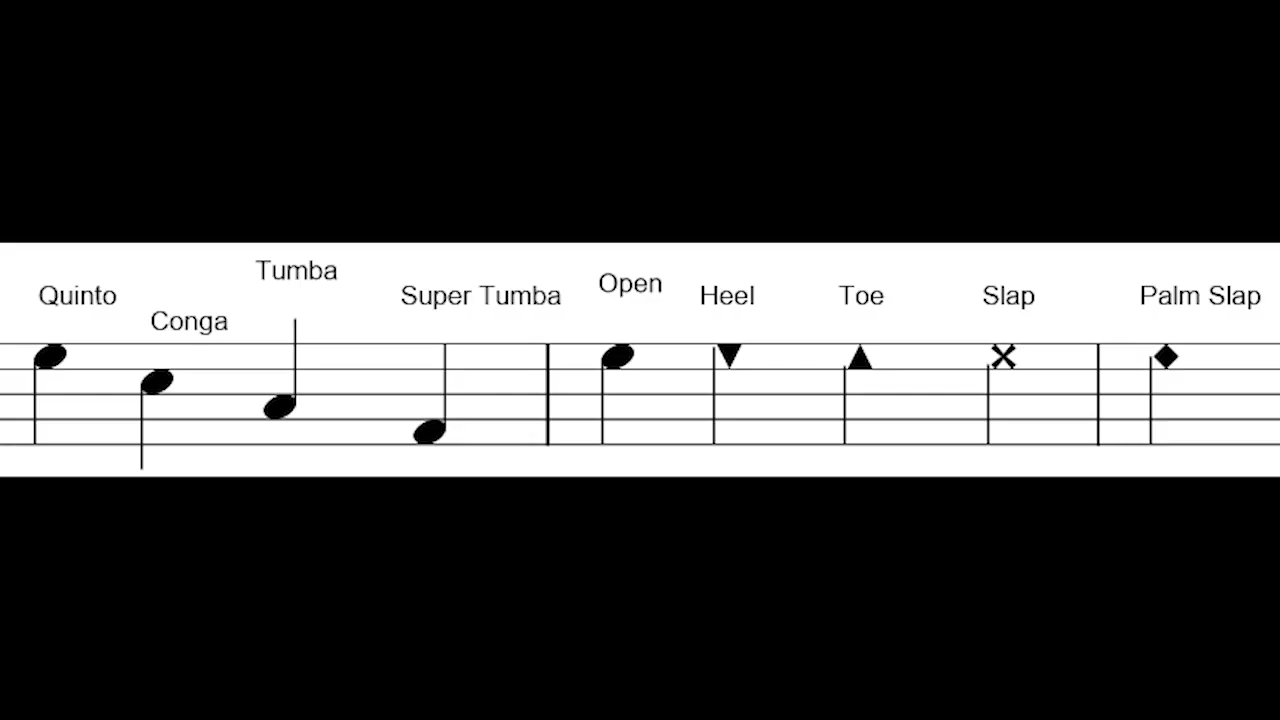 Quinto
Conga
Tumba
Super Tumba
Open
Heel
Toe
Slap
Palm Slap